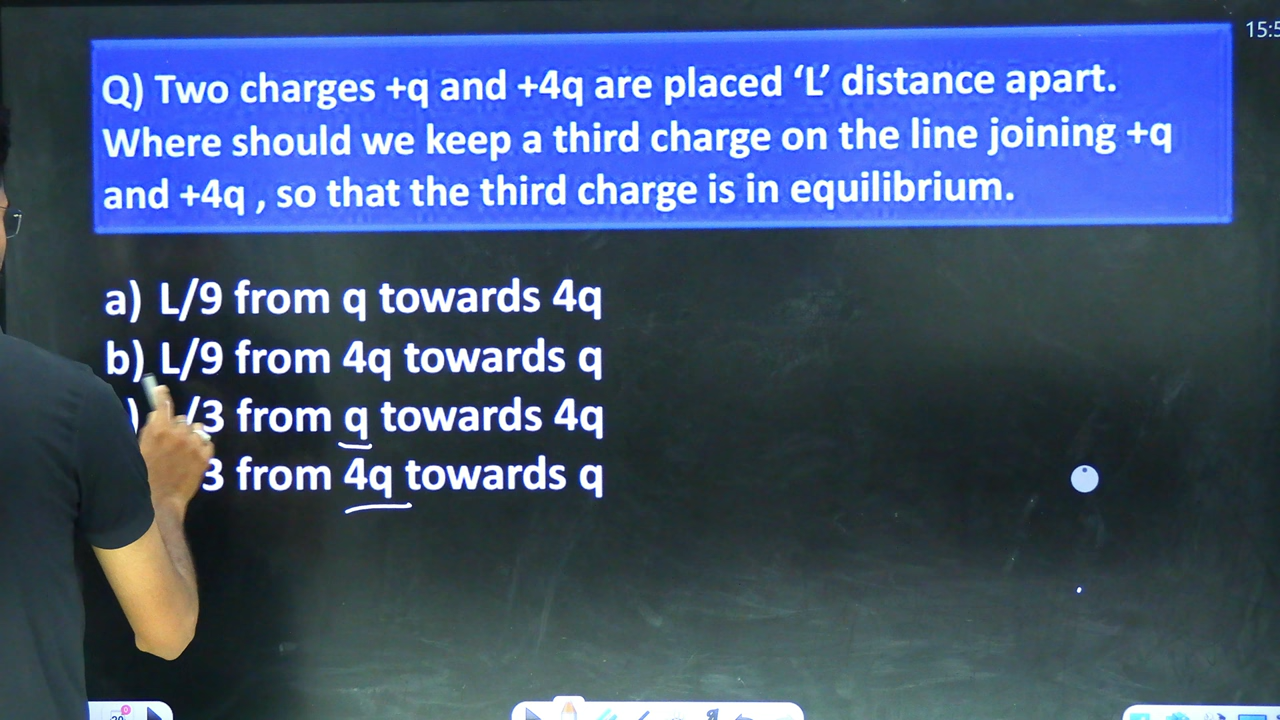 15:5
Q) Two charges +q and +4q are placed ‘L’ distance apart.
Where should we keep a third charge on the line joining +q
and +4q , so that the third charge is in equilibrium.
a) L/9 from q towards 4q
b) L/9 from 4q towards q
) /3 from q towards 4q
3 from 4q towards q